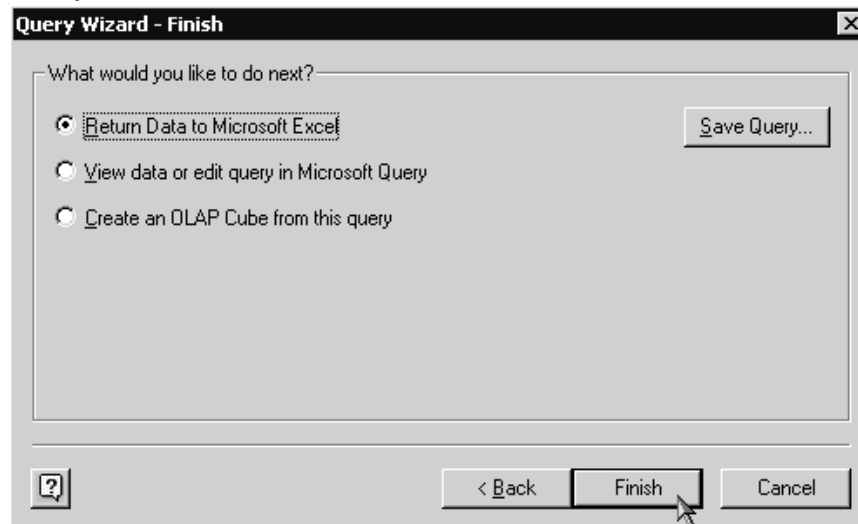 Query Wizard - Finish
What would you like to do next?
Return Data to Microsoft Excel
Save Query...
View data or edit query in Microsoft Query
Create an OLAP Cube from this query
< Back
Finish
Cancel